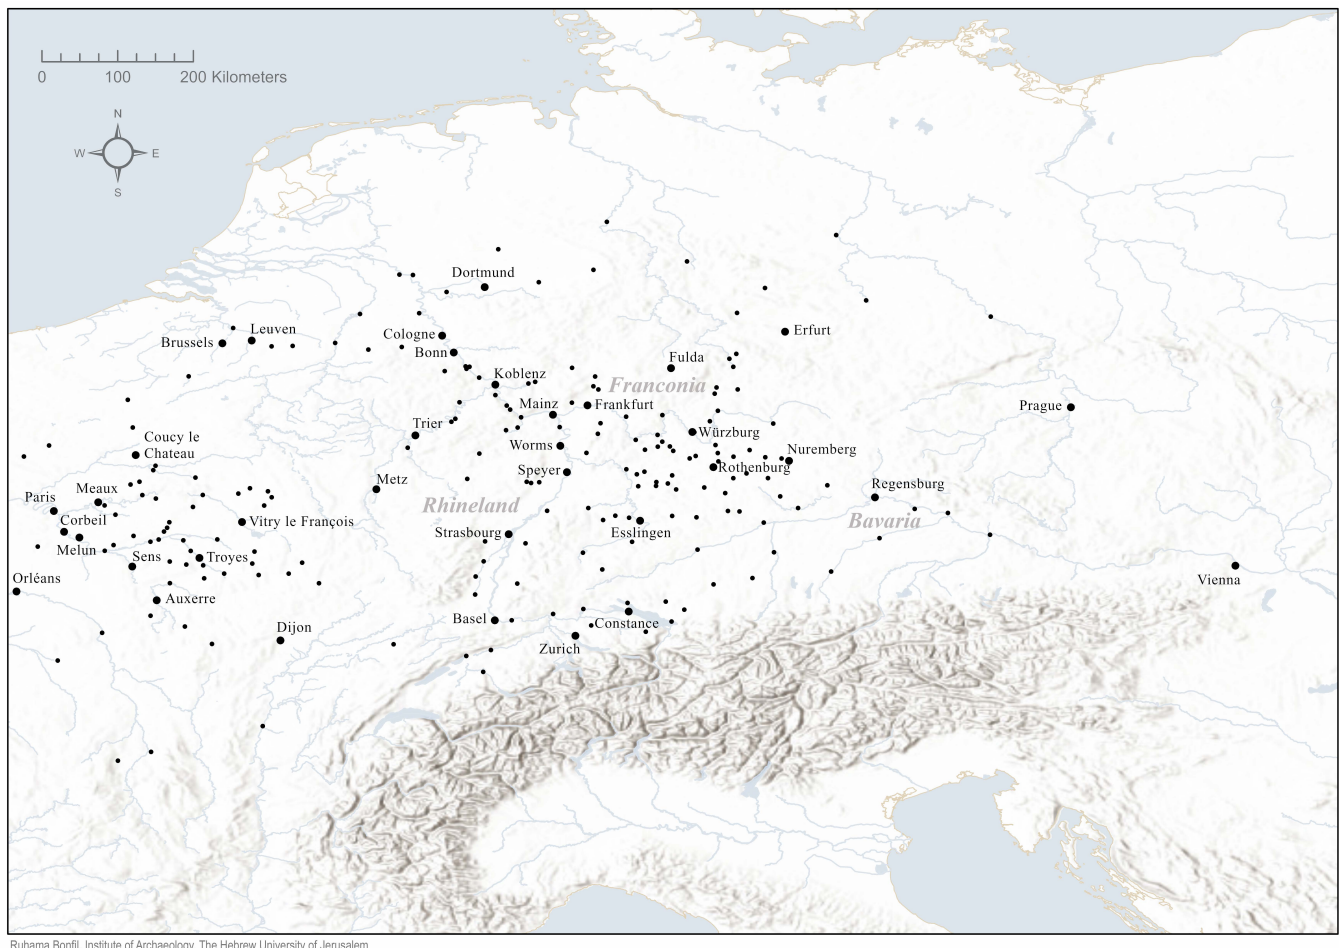 0 100 200 Kilometers
N
W E
S
Dortmund
Leuven
Brussels
Cologne
Bonn
Erfurt
Fulda
Koblenz
Franconia
Mainz
Frankfurt
Prague
Trier
Würzburg
Coucy le
Chateau
Worms
Nuremberg
Speyer
Rothenburg
Metz
Regensburg
Meaux
Paris
Rhineland
Corbeil
Vitry le François
Bavaria
Strasbourg
Esslingen
Melun
Sens
Troyes
Orléans
Vienna
Auxerre
Basel
Constance
Dijon
Zurich
Ruhama Bonfil, Institute of Archaeology, The Hebrew University of Jerusalem